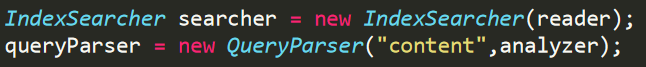 IndexSearcher searcher = new IndexSearcher(reader);
queryParser = new QueryParser("content",analyzer);